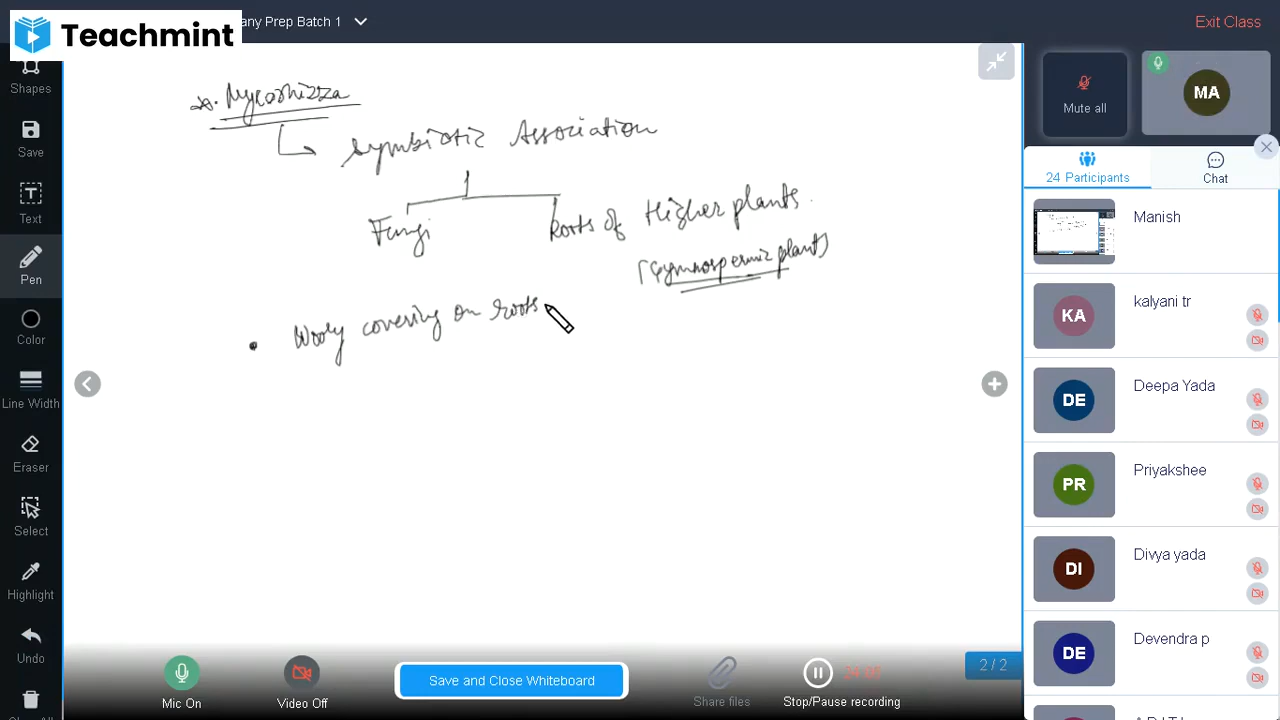 Teachmint
any Prep Batch 1
Exit Class
Shapes
Save
Text
Pen
Color
Line Width
Eraser
Select
Highlight
Undo
Mycorhizza
Symbiotic Association
Fungi
Roots of Higher plants.
(Gymnospermic plant)
• Wooly covering on roots
Mute all
MA
24 Participants
Chat
Manish
KA
kalyani tr
DE
Deepa Yada
PR
Priyakshee
DI
Divya yada
DE
Devendra p
2 / 2
Mic On
Video Off
Save and Close Whiteboard
Share files
Stop/Pause recording